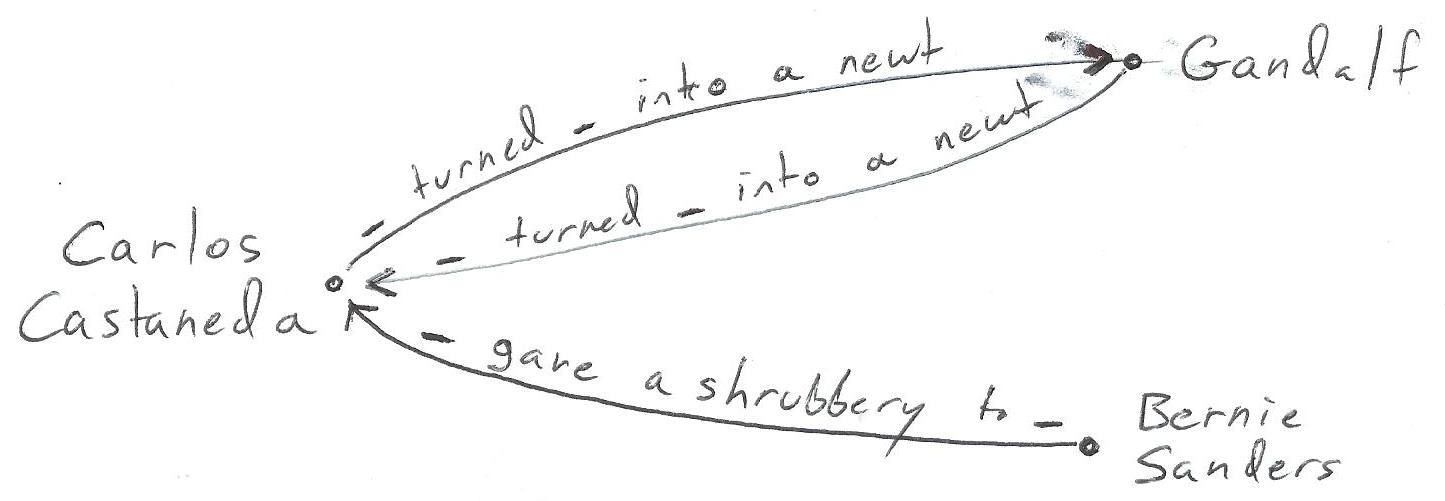 - turned - into a newt
Gandalf
- turned - into a newt
Carlos
Castaneda
- gave a shrubbery to -
Bernie
Sanders